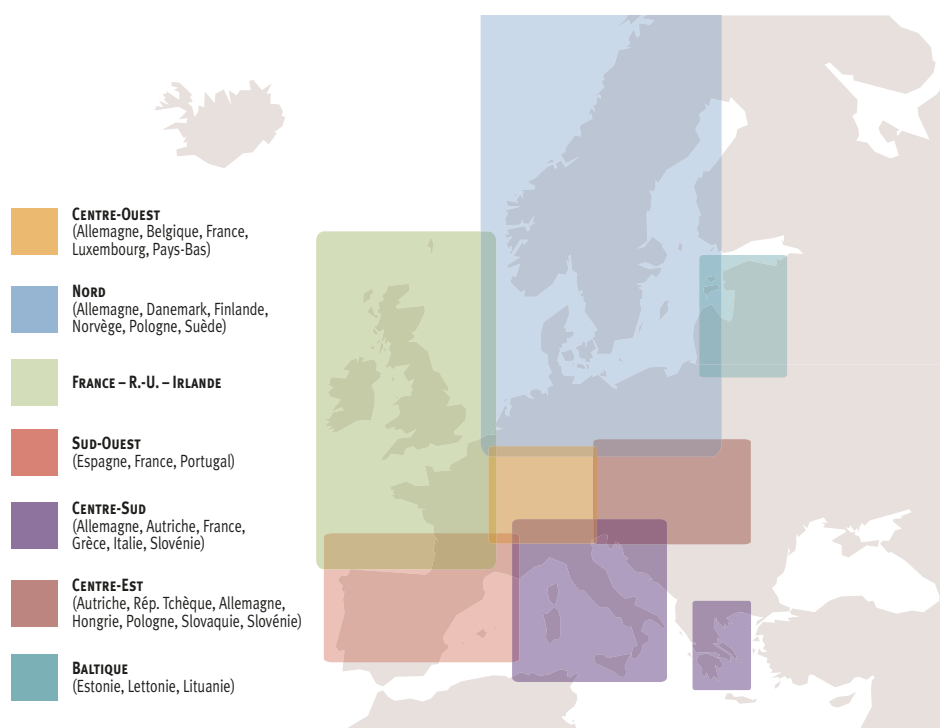 Centre-Ouest
(Allemagne, Belgique, France,
Luxembourg, Pays-Bas)
Nord
(Allemagne, Danemark, Finlande,
Norvège, Pologne, Suède)
France – R.-U. – Irlande
Sud-Ouest
(Espagne, France, Portugal)
Centre-Sud
(Allemagne, Autriche, France,
Grèce, Italie, Slovénie)
Centre-Est
(Autriche, Rép. Tchèque, Allemagne,
Hongrie, Pologne, Slovaquie, Slovénie)
Baltique
(Estonie, Lettonie, Lituanie)